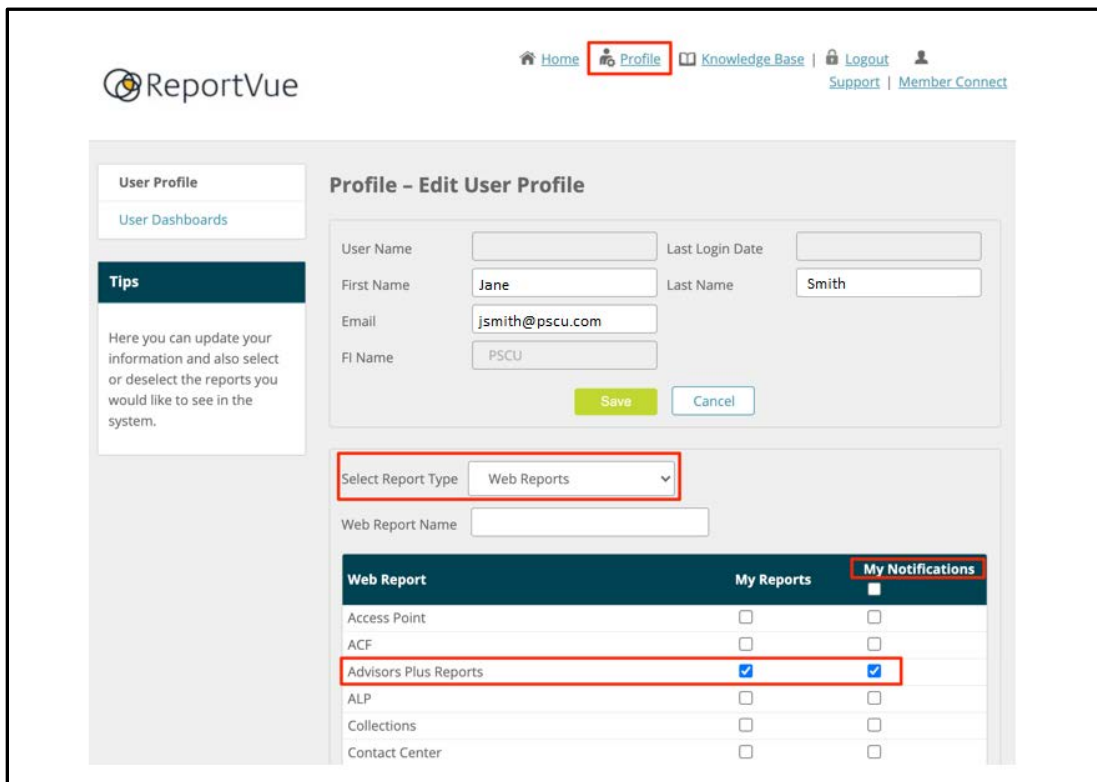 Home Profile Knowledge Base | Logout
Support | Member Connect
ReportVue
User Profile
User Dashboards
Tips
Here you can update your
information and also select
or deselect the reports you
would like to see in the
system.
Profile – Edit User Profile
User Name Last Login Date
First Name Jane Last Name Smith
Email jsmith@pscu.com
FI Name PSCU
Save Cancel
Select Report Type Web Reports
Web Report Name
Web Report My Reports My Notifications
Access Point
ACF
Advisors Plus Reports
ALP
Collections
Contact Center